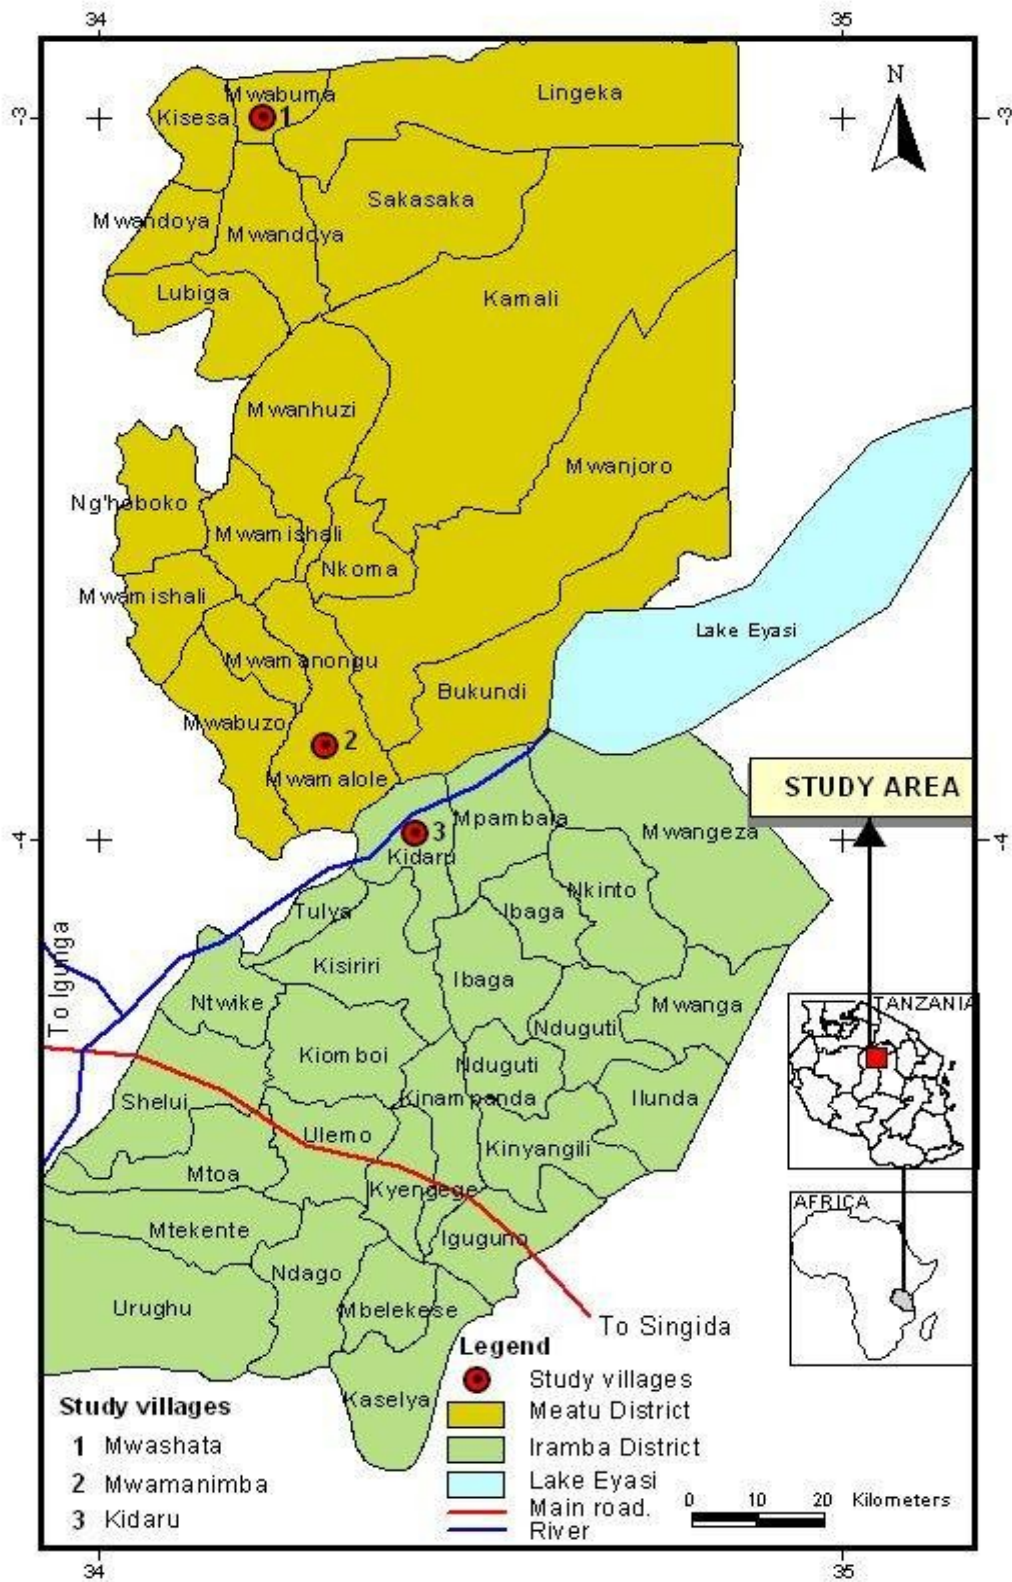 34 35
-3 -3
N
Mwabuma
Kisesa 1
Lingeka
Sakasaka
Mwandoya
Mwandoya
Lubiga
Kamali
Mwanhuzi
Mwanjoro
Ng'hoboko
Mwamishali
Nkoma
Mwamishali
Lake Eyasi
Mwamanongu
Bukundi
Mwabuzo
2
Mwamalole
STUDY AREA
Mpambala
-4 -4
3
Mwangeza
Kidaru
Nkinto
Tulya
Ibaga
To Igunga
Kisiriri
Ibaga
Ntwike
Mwanga
TANZANIA
Nduguti
Kiomboi
Nduguti
Shelui
Kinampanda
Ilunda
Ulemo
Kinyangili
Mtoa
Kyengege
AFRICA
Mtekente
Iguguno
Ndago
Urughu
Mbelekese
To Singida
Kaselya
Study villages
1 Mwashata
2 Mwamanimba
3 Kidaru
Legend
Study villages
Meatu District
Iramba District
Lake Eyasi
Main road.
River
0 10 20 Kilometers
34 35